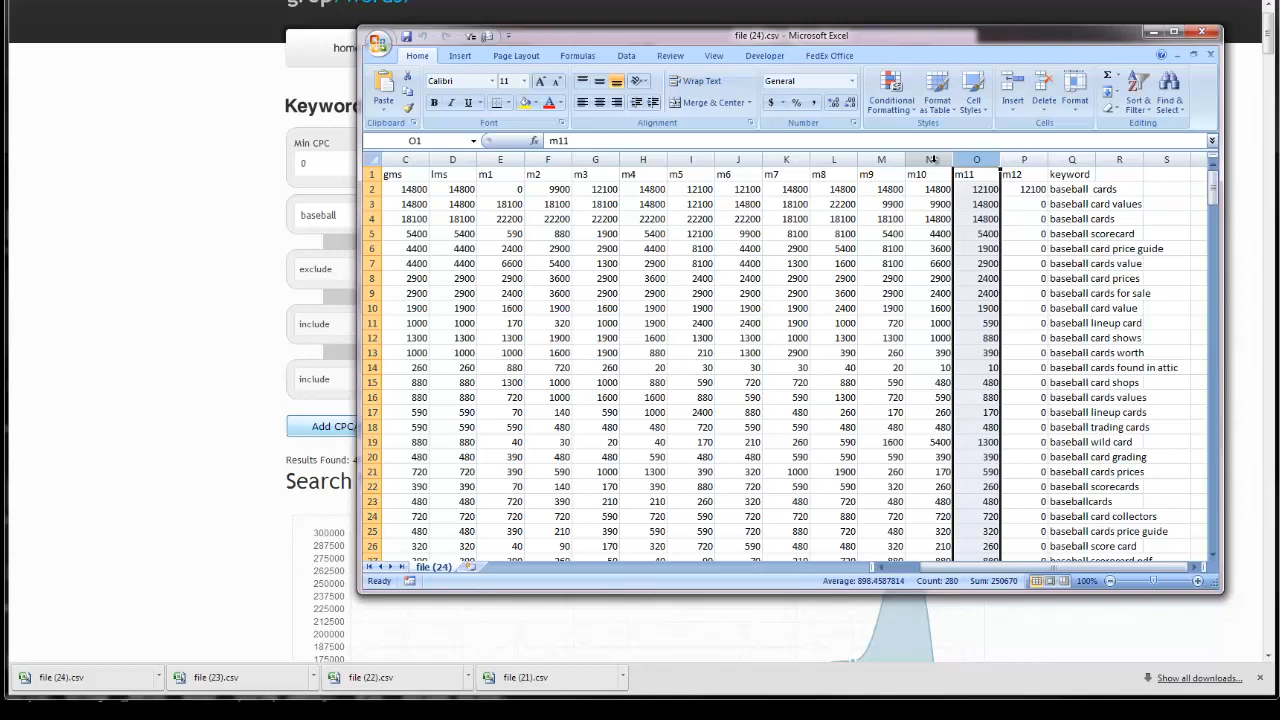 grep/words/
file (24).csv - Microsoft Excel
home
Home Insert Page Layout Formulas Data Review View Developer FedEx Office
Paste Calibri 11 Wrap Text General Conditional Formatting Format as Table Cell Styles Insert Delete Format Sort & Filter Find & Select
B I U Merge & Center $ % ,
Clipboard Font Alignment Number Styles Cells Editing
O1 fx m11
C D E F G H I J K L M N O P Q R S
1 gms lms m1 m2 m3 m4 m5 m6 m7 m8 m9 m10 m11 m12 keyword
2 14800 14800 0 9900 12100 14800 12100 12100 14800 14800 14800 14800 12100 12100 baseball cards
3 14800 14800 18100 18100 18100 14800 12100 14800 18100 22200 9900 9900 14800 0 baseball card values
4 18100 18100 22200 22200 22200 22200 22200 22200 18100 18100 18100 14800 14800 0 baseball cards
5 5400 5400 590 880 1900 5400 12100 9900 8100 8100 5400 4400 5400 0 baseball scorecard
6 4400 4400 2400 2900 2900 4400 8100 4400 2900 5400 8100 3600 1900 0 baseball card price guide
7 4400 4400 6600 5400 1300 2900 8100 4400 1300 1600 8100 6600 2900 0 baseball cards value
8 2900 2900 2900 3600 2900 3600 2400 2400 2900 2900 2900 2400 2400 0 baseball card prices
9 2900 2900 2400 3600 2900 2900 2900 2900 2900 3600 2900 2400 2400 0 baseball cards for sale
10 1900 1900 1600 1900 1600 1900 1900 1900 1900 2400 1900 1600 1900 0 baseball card value
11 1000 1000 170 320 1000 1900 2400 2400 1900 1000 720 1000 590 0 baseball lineup card
12 1300 1300 1000 1600 1900 1600 1300 1300 1000 1300 1300 1000 880 0 baseball card shows
13 1000 1000 1000 1600 1900 880 210 1300 2900 390 260 390 390 0 baseball cards worth
14 260 260 880 720 260 20 30 30 30 40 20 10 10 0 baseball cards found in attic
15 880 880 1300 1000 1000 880 590 720 720 880 590 480 480 0 baseball card shops
16 880 880 720 1000 1600 1600 880 590 590 1300 720 590 880 0 baseball cards values
17 590 590 70 140 590 1000 2400 880 480 260 170 260 170 0 baseball lineup cards
18 590 590 590 480 480 480 720 590 590 480 480 480 480 0 baseball trading cards
19 880 880 40 30 20 40 170 210 260 590 1600 5400 1300 0 baseball wild card
20 480 480 390 480 480 590 480 480 480 480 480 390 390 0 baseball card grading
21 720 720 390 590 1000 1300 390 320 1000 1900 260 170 590 0 baseball cards prices
22 390 390 70 140 170 390 880 720 590 590 320 260 260 0 baseball scorecards
23 480 480 720 390 210 210 260 320 480 720 480 480 480 0 baseballcards
24 720 720 720 720 590 720 590 720 720 880 480 720 720 0 baseball card collectors
25 480 480 390 210 390 590 590 720 880 480 480 320 320 0 baseball cards price guide
26 320 320 40 90 170 320 720 590 480 480 320 210 260 0 baseball score card
file (24)
Ready Average: 898.4587814 Count: 280 Sum: 250670 100%
Keyword
Min CPC
0
baseball
exclude
include
include
Add CPC
Results Found: 4
Search
300000
287500
275000
262500
250000
237500
225000
212500
200000
187500
175000
file (24).csv file (23).csv file (22).csv file (21).csv Show all downloads...